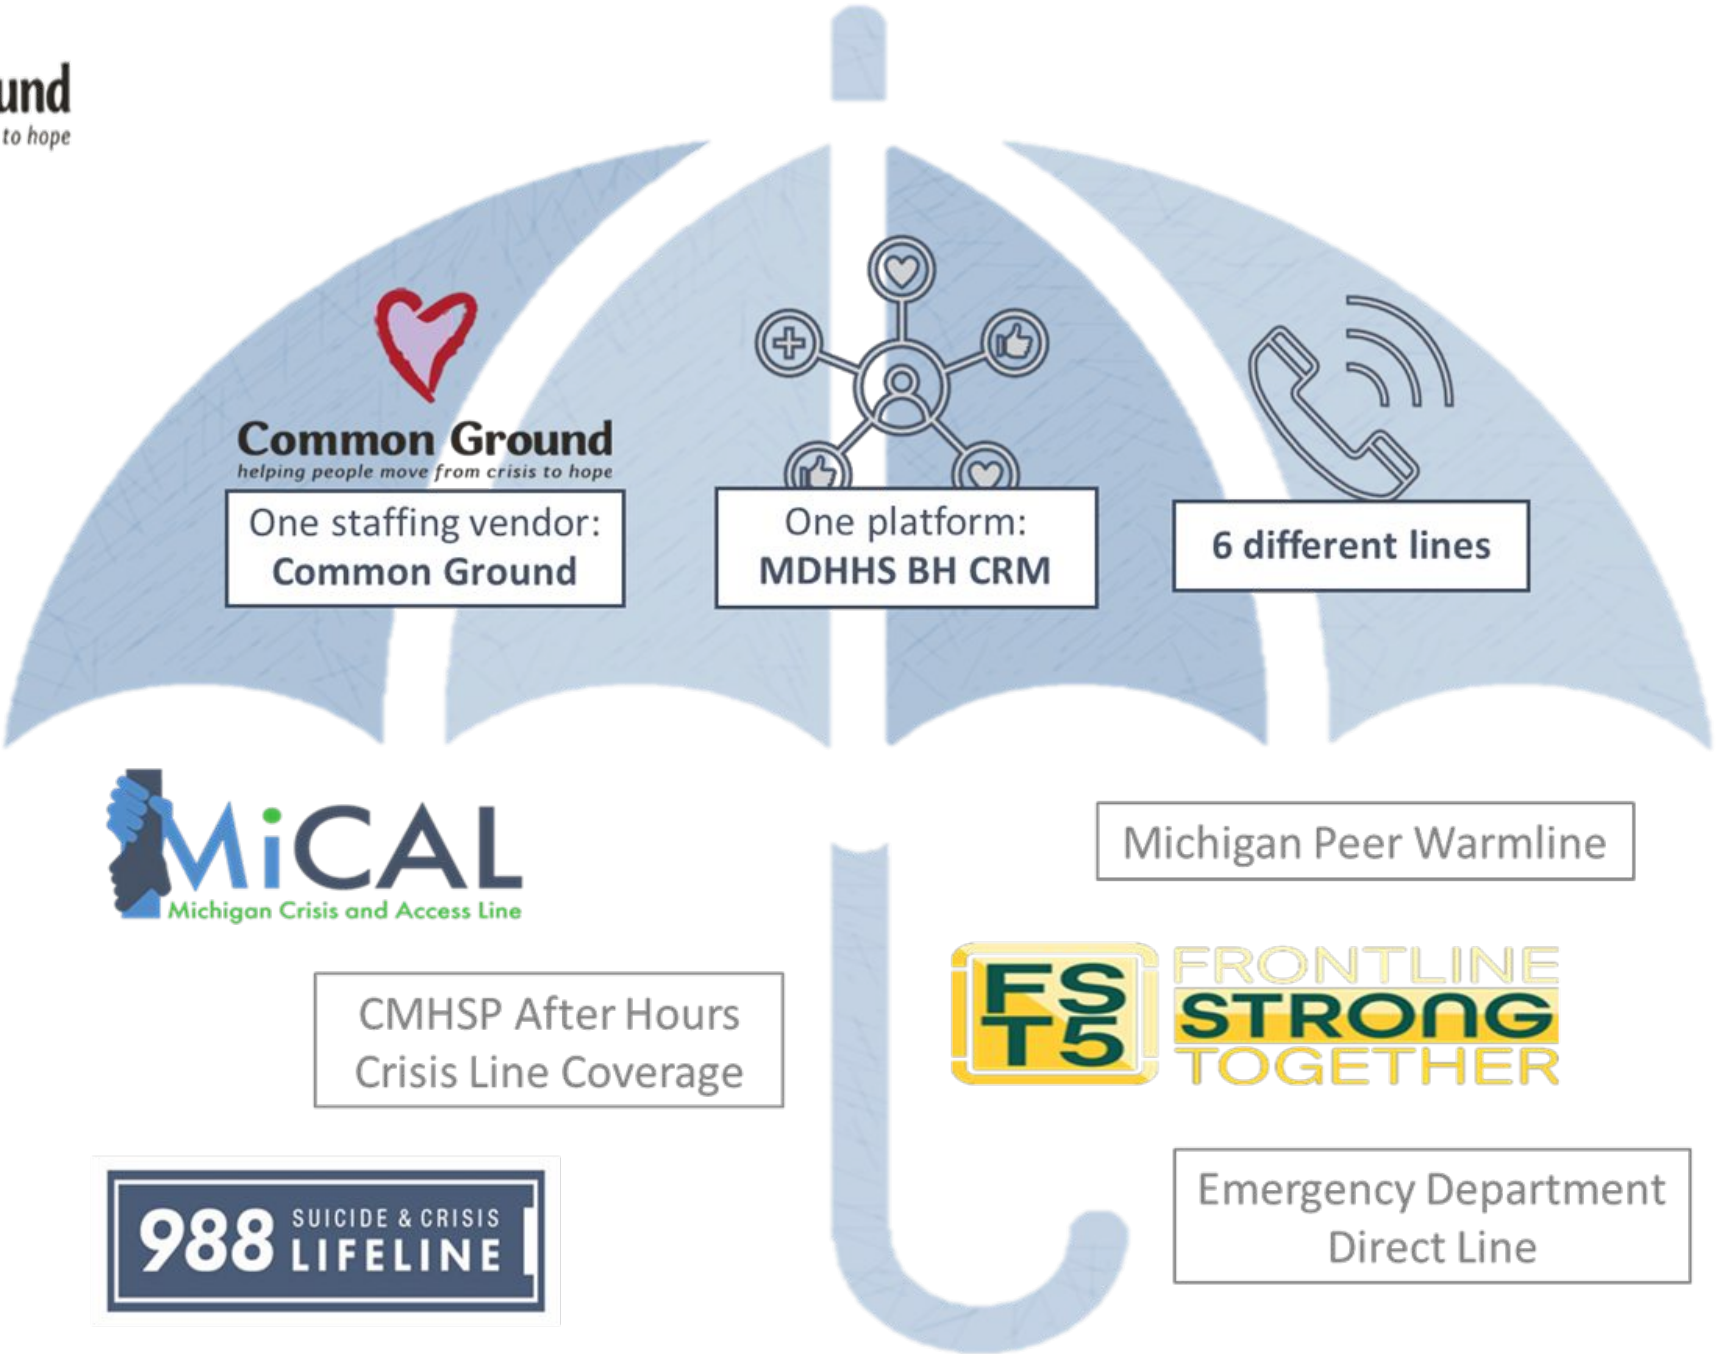 to hope
Common Ground
helping people move from crisis to hope
One staffing vendor:
Common Ground
One platform:
MDHHS BH CRM
6 different lines
MiCAL
Michigan Crisis and Access Line
CMHSP After Hours
Crisis Line Coverage
988 SUICIDE & CRISIS
LIFELINE
Michigan Peer Warmline
FS
T5
FRONTLINE
STRONG
TOGETHER
Emergency Department
Direct Line